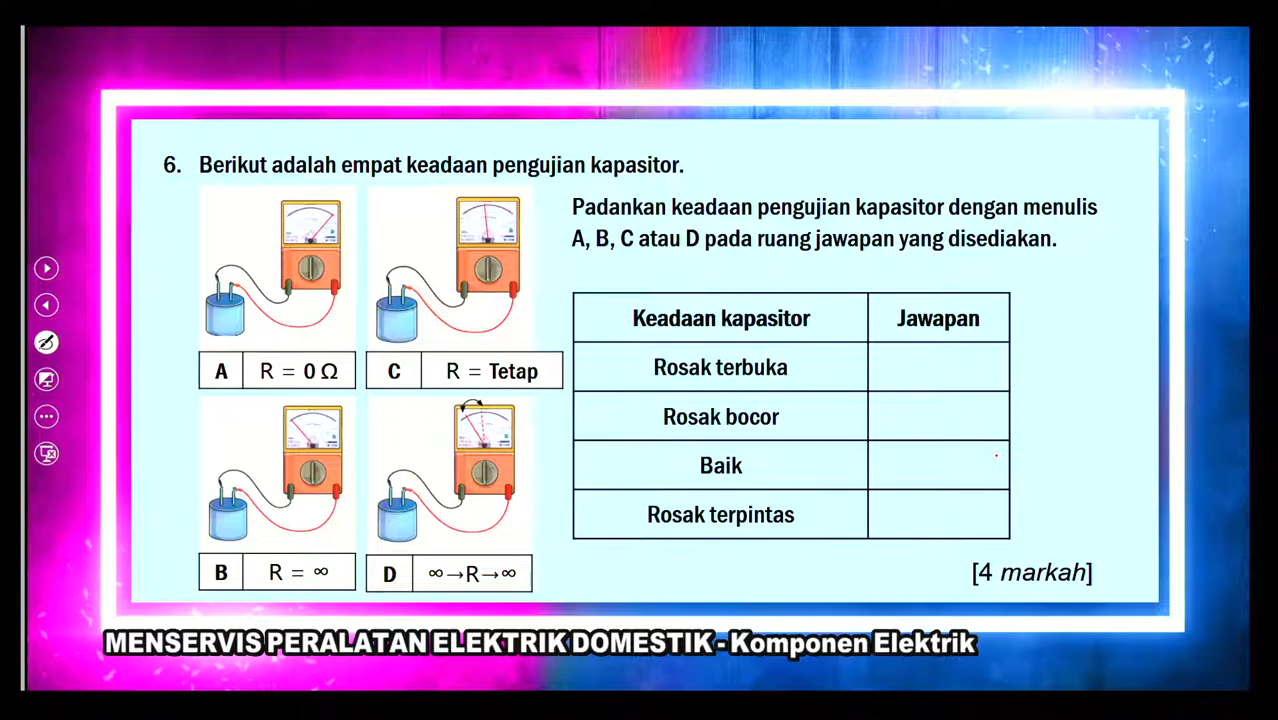 6. Berikut adalah empat keadaan pengujian kapasitor.
A R = 0 Ω
C R = Tetap
B R = ∞
D ∞→R→∞
Padankan keadaan pengujian kapasitor dengan menulis
A, B, C atau D pada ruang jawapan yang disediakan.
Keadaan kapasitor Jawapan
Rosak terbuka
Rosak bocor
Baik
Rosak terpintas
[4 markah]
MENSERVIS PERALATAN ELEKTRIK DOMESTIK - Komponen Elektrik